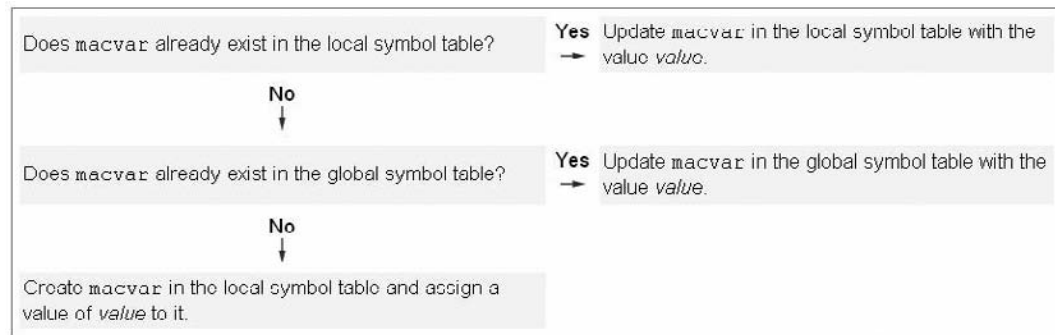 Does macvar already exist in the local symbol table?
Yes
Update macvar in the local symbol table with the
value value.
No
Does macvar already exist in the global symbol table?
Yes
Update macvar in the global symbol table with the
value value.
No
Create macvar in the local symbol table and assign a
value of value to it.